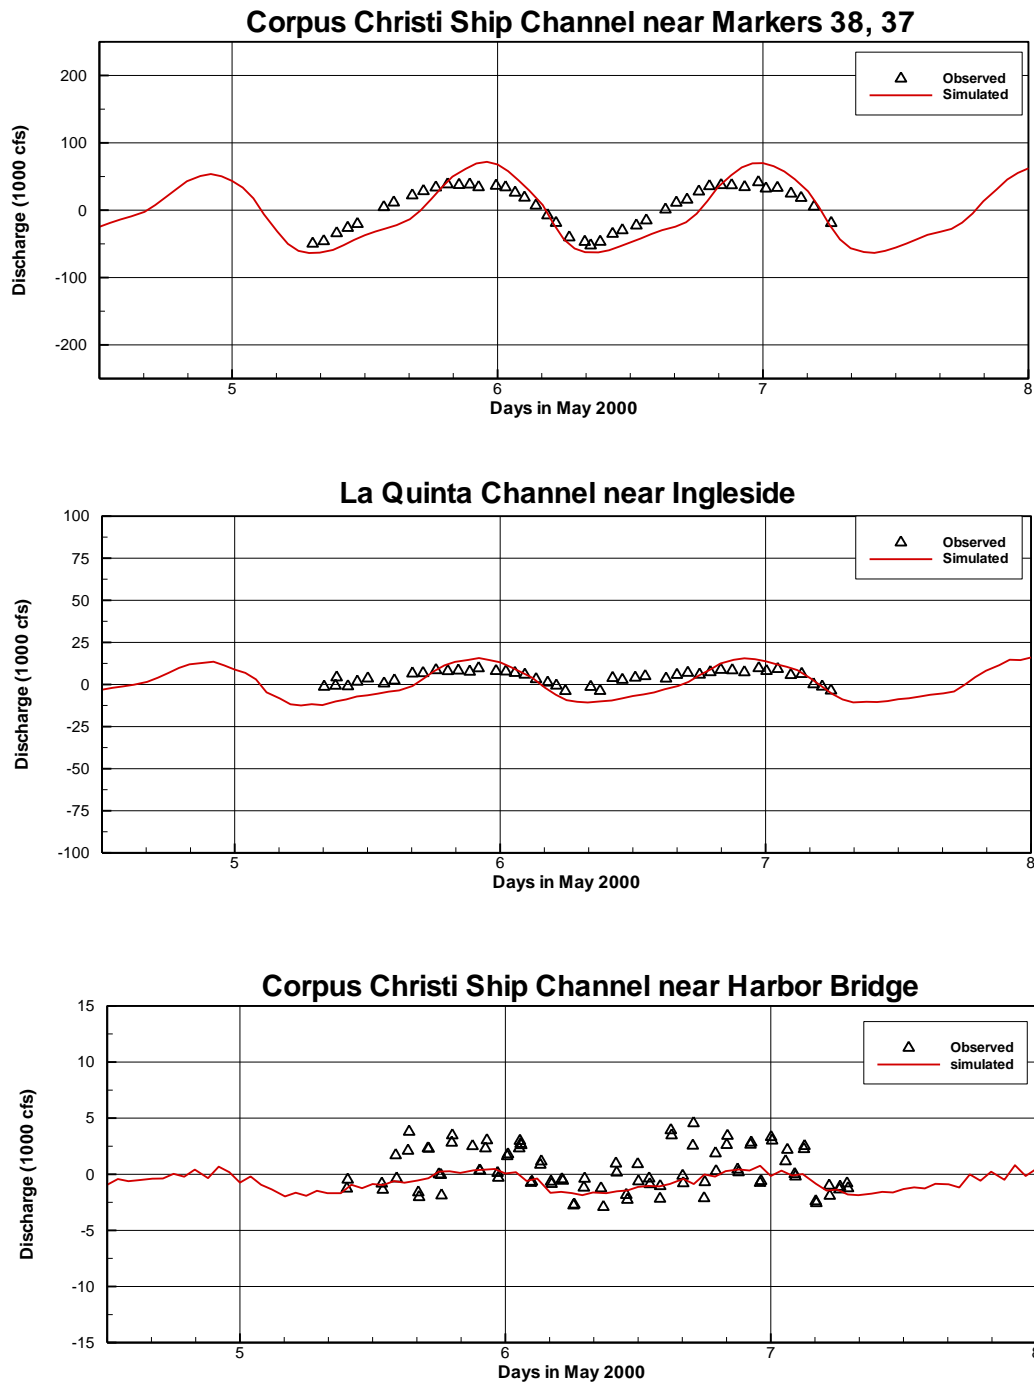 Corpus Christi Ship Channel near Markers 38, 37
200
100
0
-100
-200
Discharge (1000 cfs)
Observed
Simulated
5 6 7 8
Days in May 2000
La Quinta Channel near Ingleside
100
75
50
25
0
-25
-50
-75
-100
Discharge (1000 cfs)
Observed
Simulated
5 6 7 8
Days in May 2000
Corpus Christi Ship Channel near Harbor Bridge
15
10
5
0
-5
-10
-15
Discharge (1000 cfs)
Observed
simulated
5 6 7 8
Days in May 2000